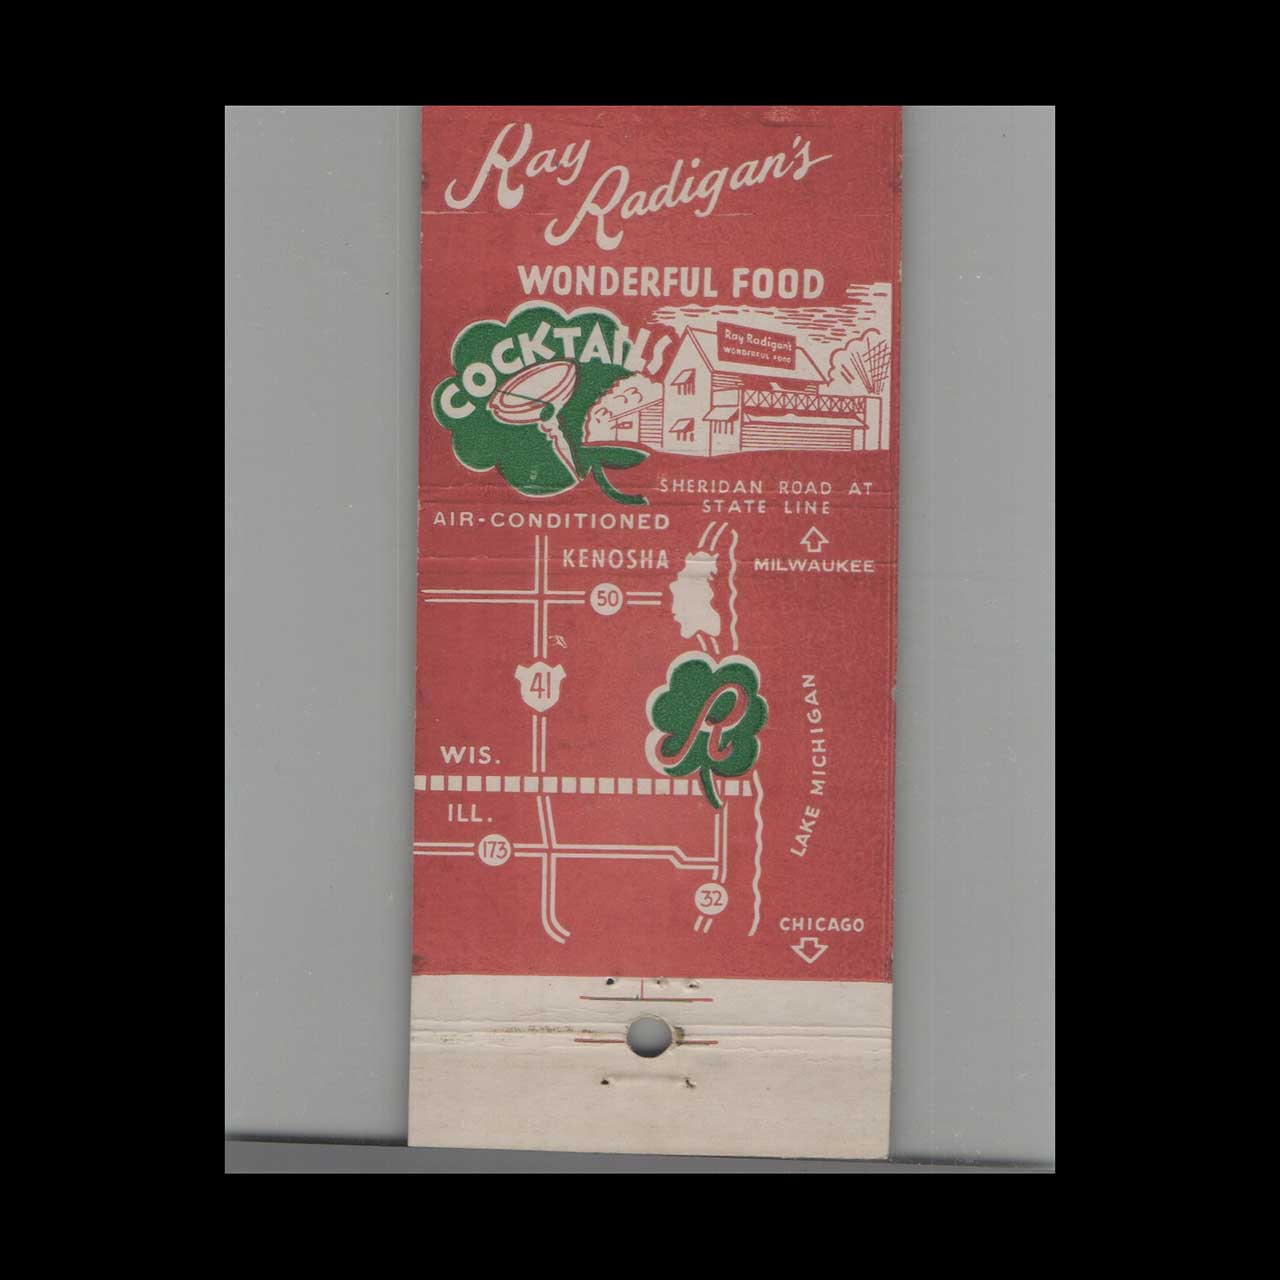 Ray
Radigan's
WONDERFUL FOOD
COCKTAILS
Ray Radigan's
WONDERFUL FOOD
SHERIDAN ROAD AT
STATE LINE
AIR-CONDITIONED
KENOSHA
MILWAUKEE
50
41
R
LAKE MICHIGAN
WIS.
ILL.
173
32
CHICAGO